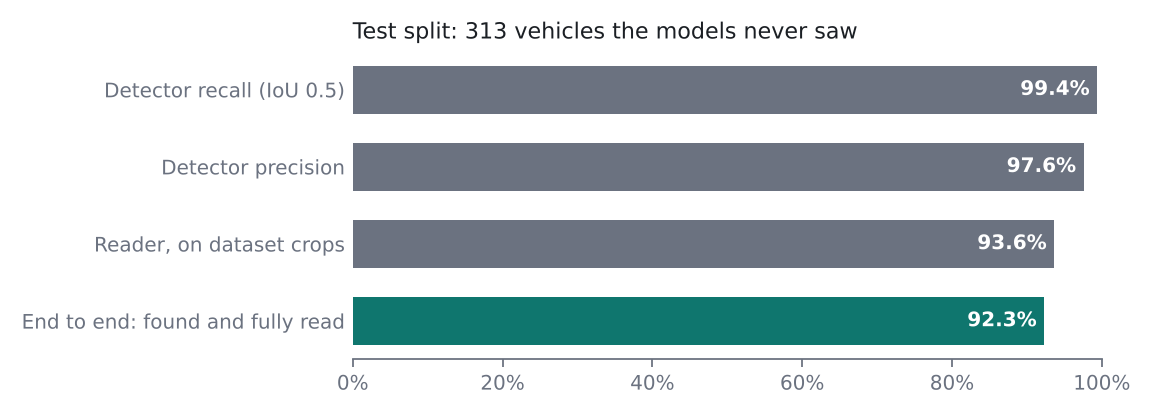 Test split: 313 vehicles the models never saw
Detector recall (IoU 0.5) 99.4%
Detector precision 97.6%
Reader, on dataset crops 93.6%
End to end: found and fully read 92.3%
0% 20% 40% 60% 80% 100%